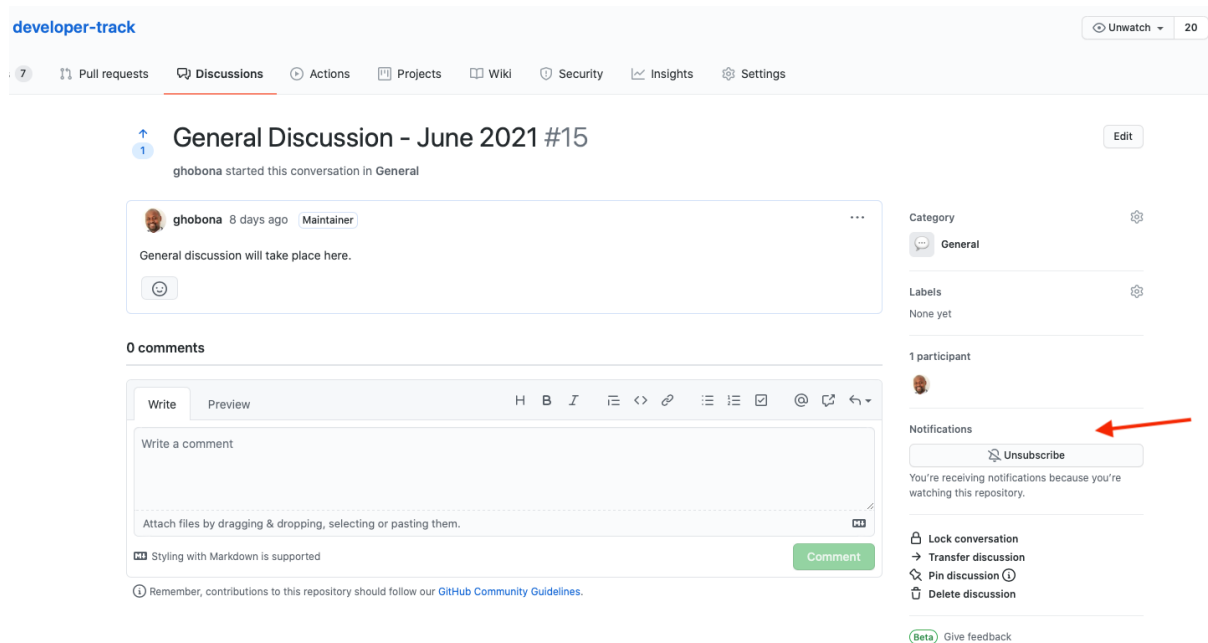 developer-track
Unwatch 20
7 Pull requests Discussions Actions Projects Wiki Security Insights Settings
General Discussion - June 2021 #15
Edit
1
ghobona started this conversation in General
ghobona 8 days ago Maintainer
General discussion will take place here.
0 comments
Write Preview
Write a comment
Attach files by dragging & dropping, selecting or pasting them.
Styling with Markdown is supported
Comment
Remember, contributions to this repository should follow our GitHub Community Guidelines.
Category
General
Labels
None yet
1 participant
Notifications
Unsubscribe
You're receiving notifications because you're
watching this repository.
Lock conversation
Transfer discussion
Pin discussion
Delete discussion
Beta Give feedback